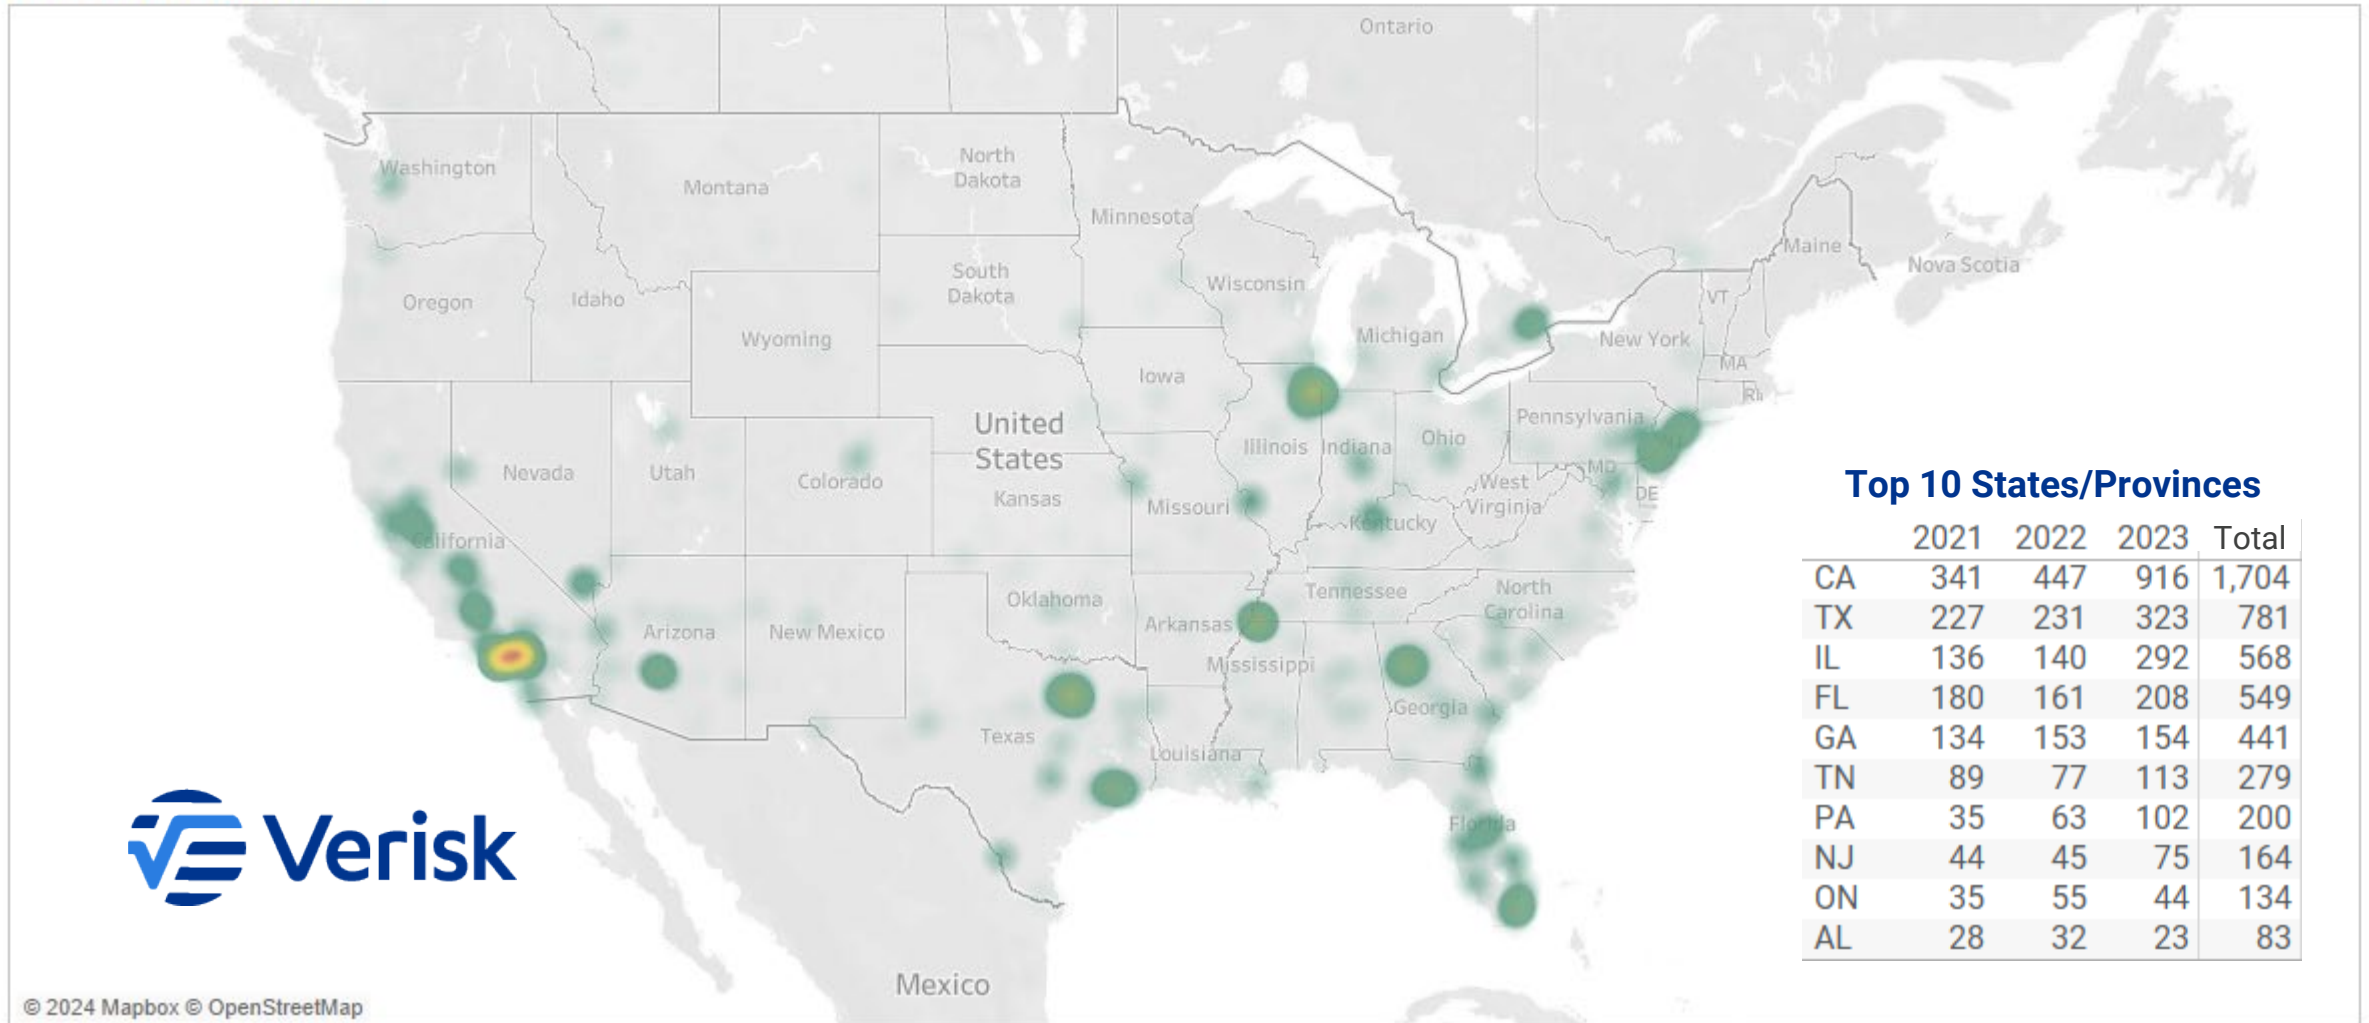 Ontario
Washington
Montana
North
Dakota
Minnesota
Maine
Nova Scotia
Oregon
Idaho
South
Dakota
Wisconsin
VT
Wyoming
Michigan
New York
MA
Iowa
RI
United
States
Pennsylvania
Illinois
Indiana
Ohio
NJ
Nevada
Utah
Colorado
Kansas
Missouri
West
Virginia
MD
DE
Kentucky
California
Oklahoma
Arkansas
Tennessee
North
Carolina
Arizona
New Mexico
Mississippi
Georgia
Texas
Louisiana
Florida
Mexico
Verisk
© 2024 Mapbox © OpenStreetMap
Top 10 States/Provinces
2021 2022 2023 Total
CA 341 447 916 1,704
TX 227 231 323 781
IL 136 140 292 568
FL 180 161 208 549
GA 134 153 154 441
TN 89 77 113 279
PA 35 63 102 200
NJ 44 45 75 164
ON 35 55 44 134
AL 28 32 23 83